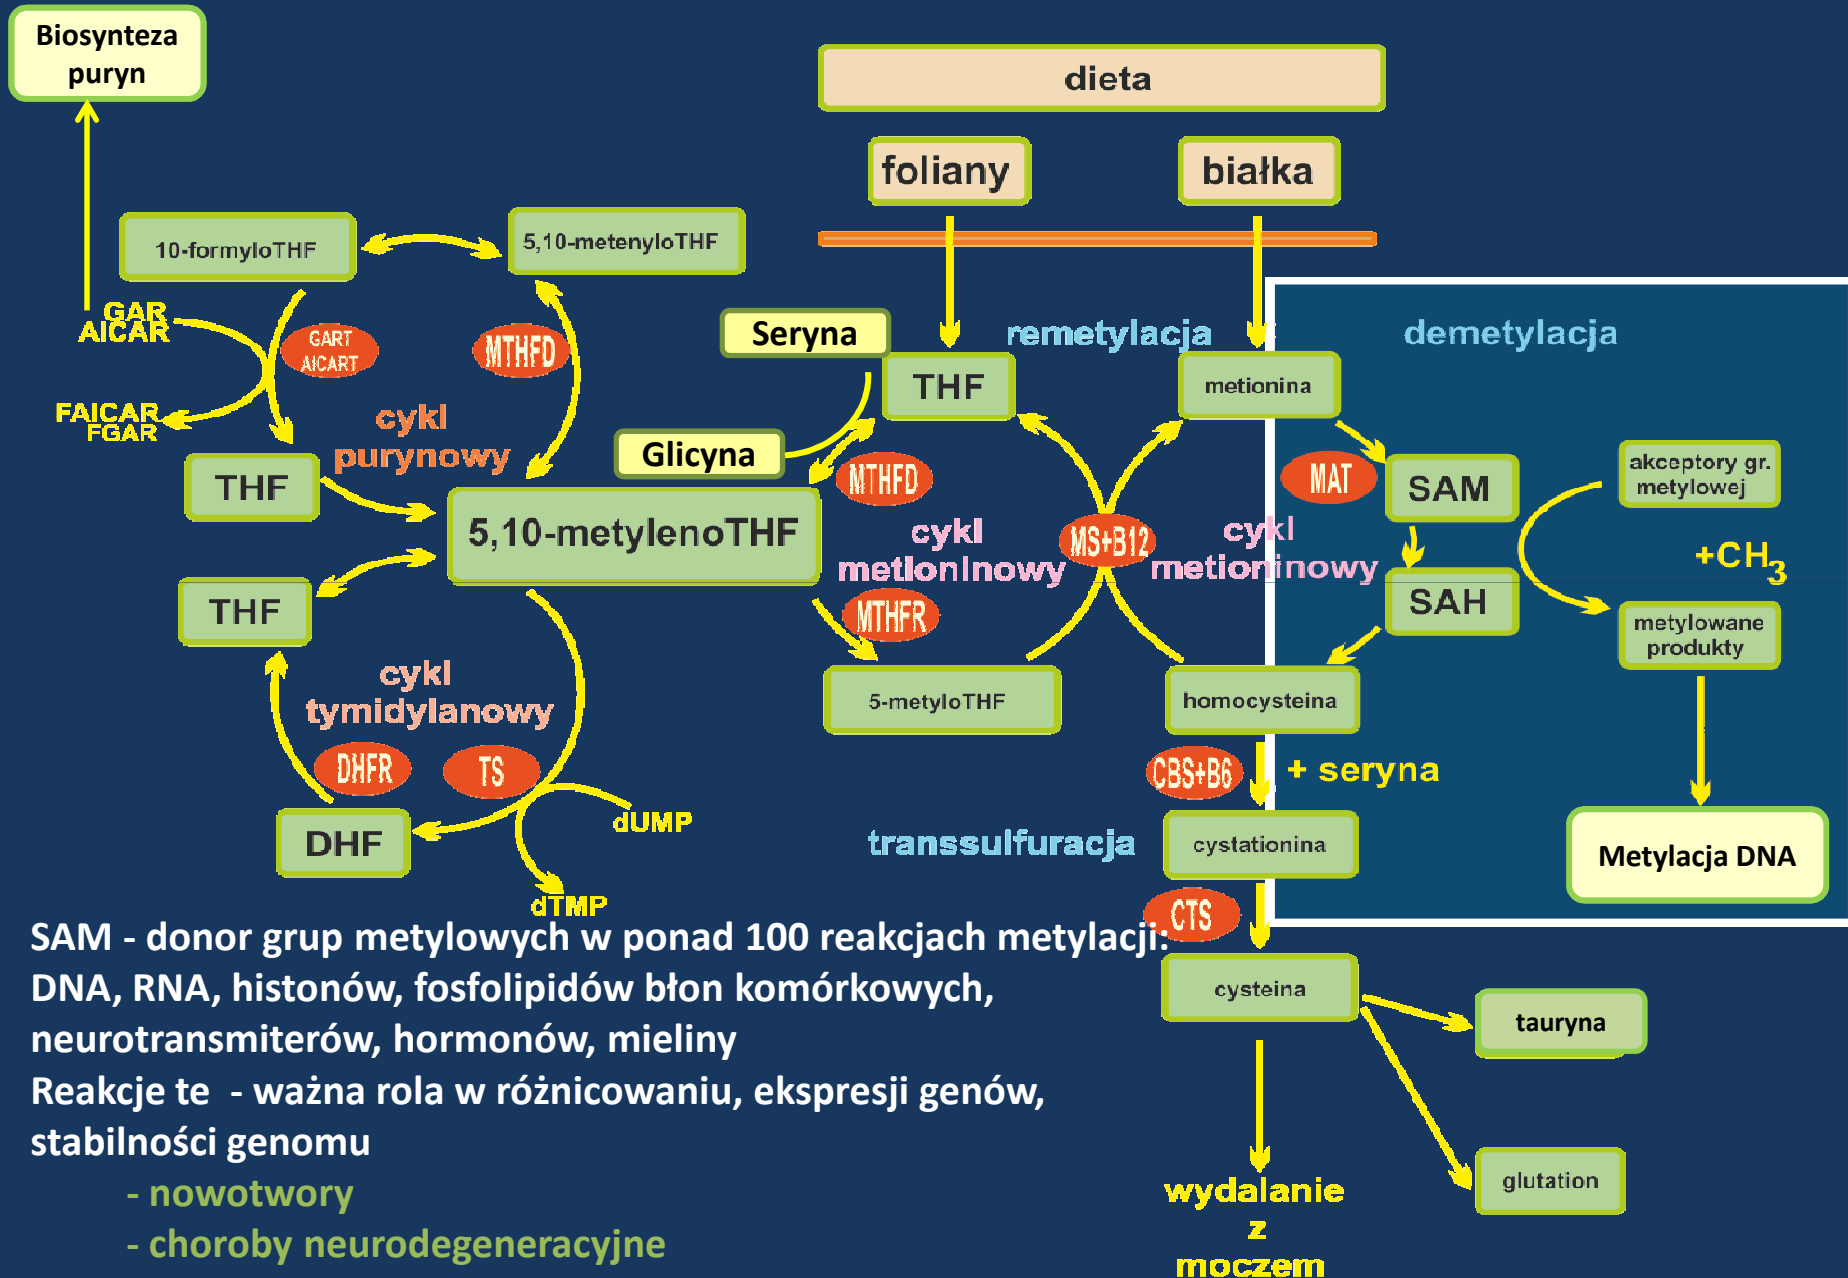 Biosynteza
puryn
dieta
foliany
białka
10-formyloTHF
5,10-metenyloTHF
GAR
AICAR
GART
AICART
MTHFD
Seryna
remetylacja
demetylacja
THF
metionina
FAICAR
FGAR
cykl
purynowy
Glicyna
THF
MTHFD
MAT
SAM
akceptory gr.
metylowej
5,10-metylenoTHF
cykl
metionInowy
MS+B12
cykl
metioninowy
+CH3
THF
MTHFR
SAH
metylowane
produkty
cykl
tymidylanowy
5-metyloTHF
homocysteina
DHFR
TS
CBS+B6
+ seryna
dUMP
DHF
transsulfuracja
cystationina
Metylacja DNA
dTMP
CTS
SAM - donor grup metylowych w ponad 100 reakcjach metylacji:
DNA, RNA, histonów, fosfolipidów błon komórkowych,
neurotransmiterów, hormonów, mieliny
Reakcje te - ważna rola w różnicowaniu, ekspresji genów,
stabilności genomu
- nowotwory
- choroby neurodegeneracyjne
cysteina
tauryna
glutation
wydalanie
z
moczem